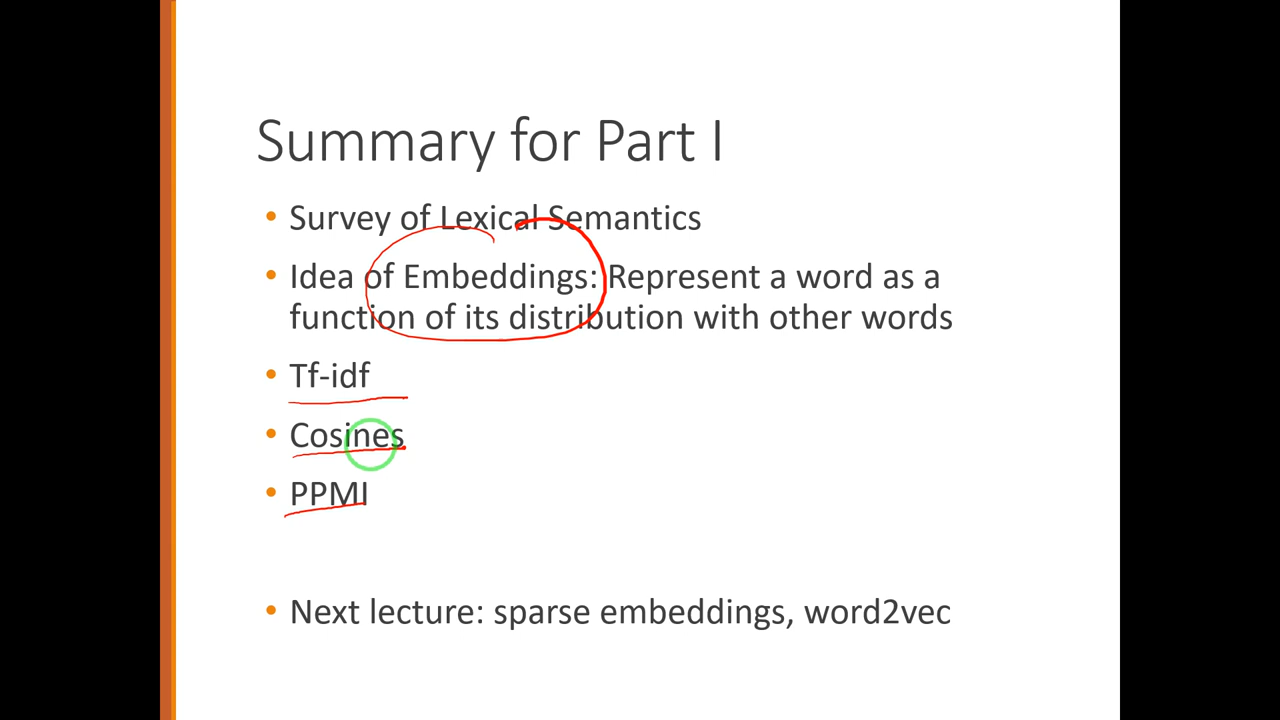 Summary for Part I
• Survey of Lexical Semantics
• Idea of Embeddings: Represent a word as a
function of its distribution with other words
• Tf-idf
• Cosines
• PPMI
• Next lecture: sparse embeddings, word2vec